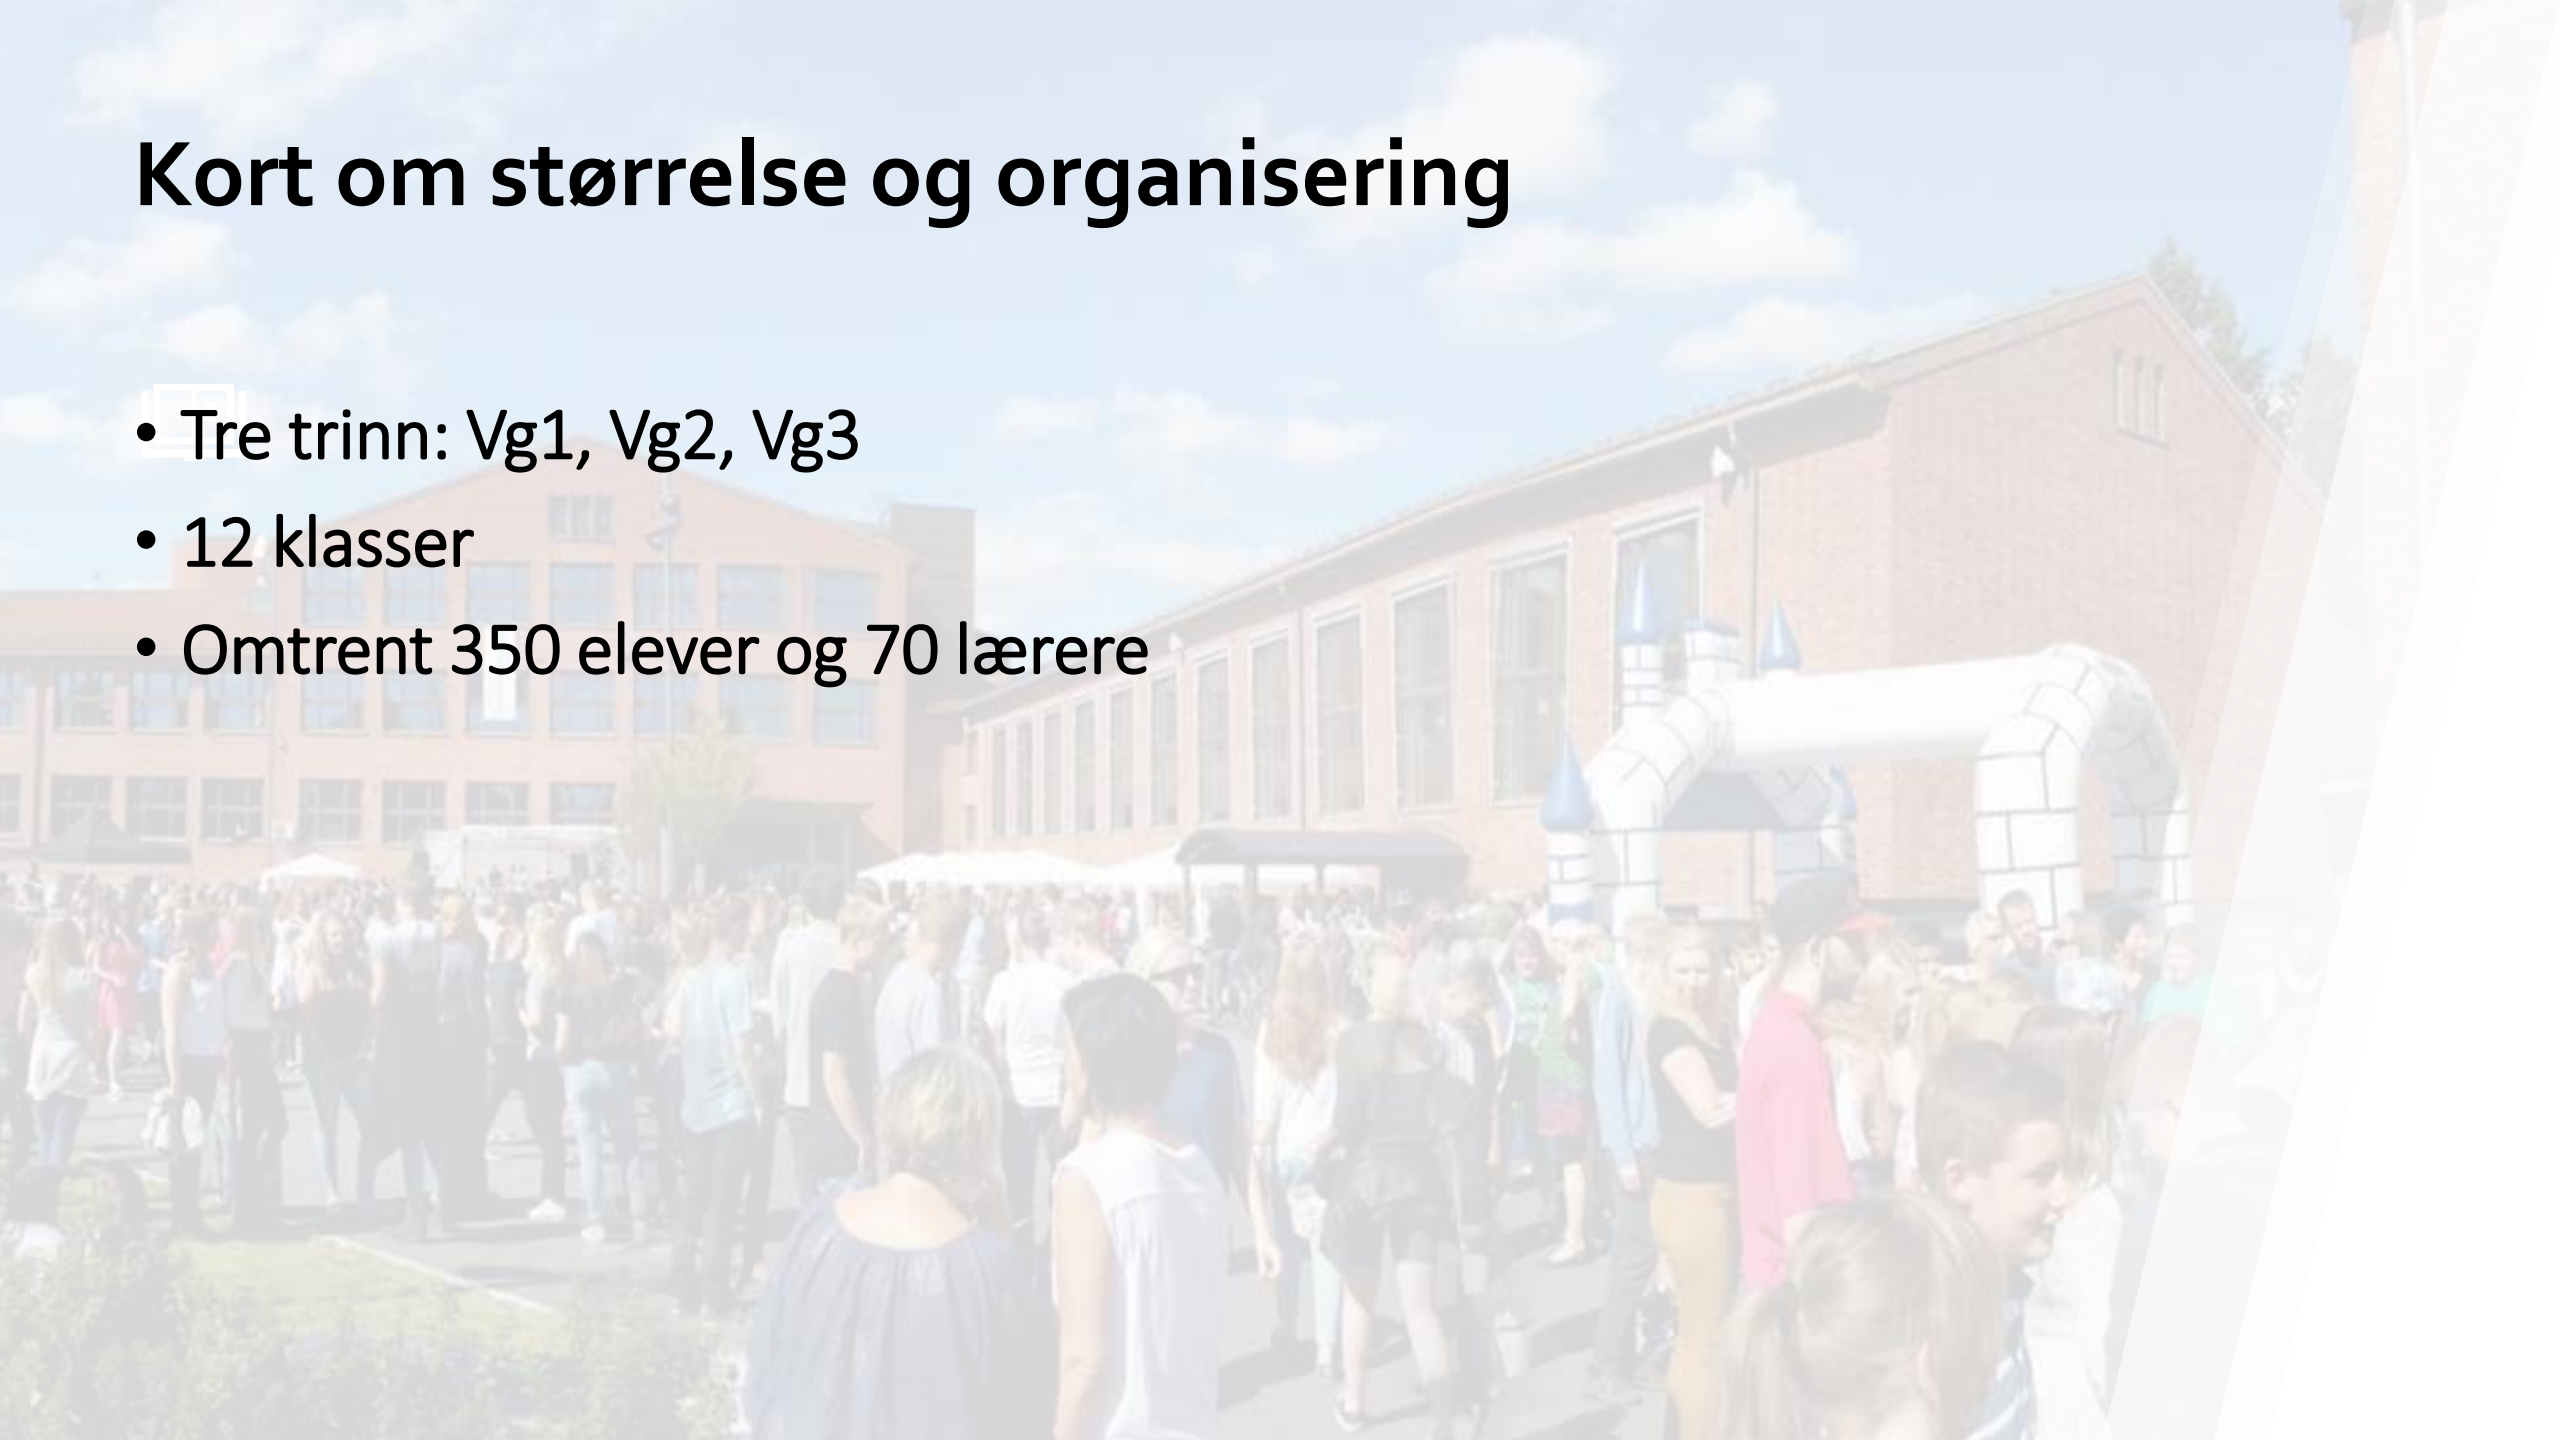 Kort om størrelse og organisering
• Tre trinn: Vg1, Vg2, Vg3
• 12 klasser
• Omtrent 350 elever og 70 lærere